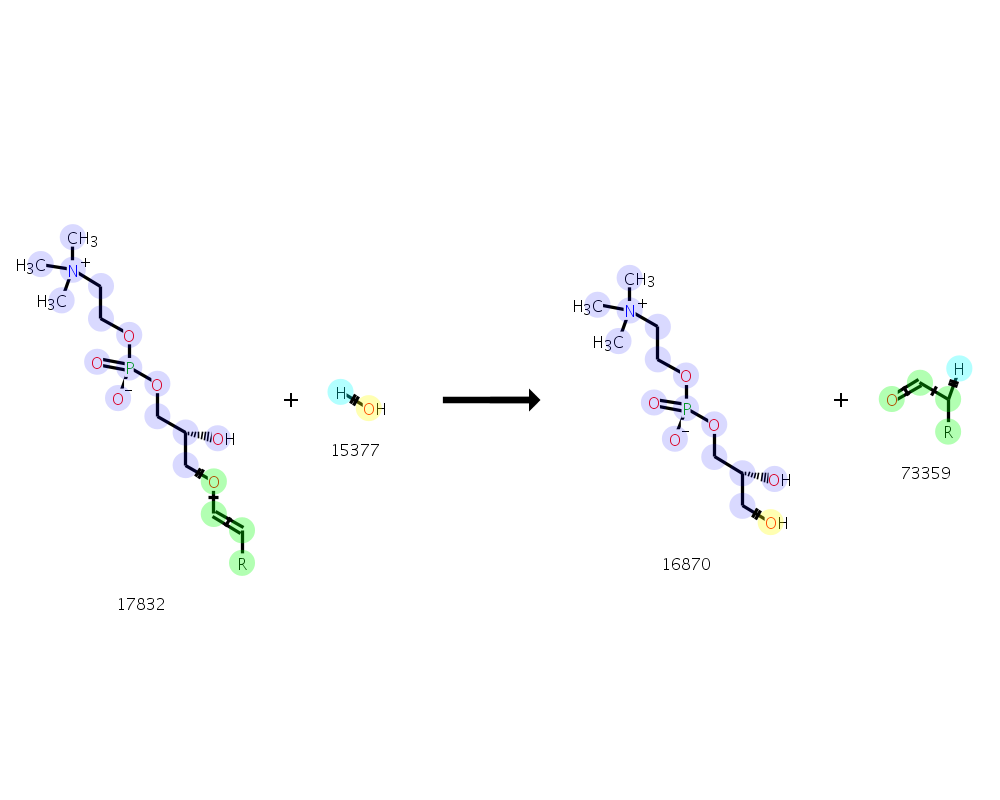 CH3
H3C N+
H3C
O
O P O
O−
OH
O
R
17832
+
H OH
15377
CH3
H3C N+
H3C
O
O P O
O−
OH
OH
16870
+
H
O
R
73359